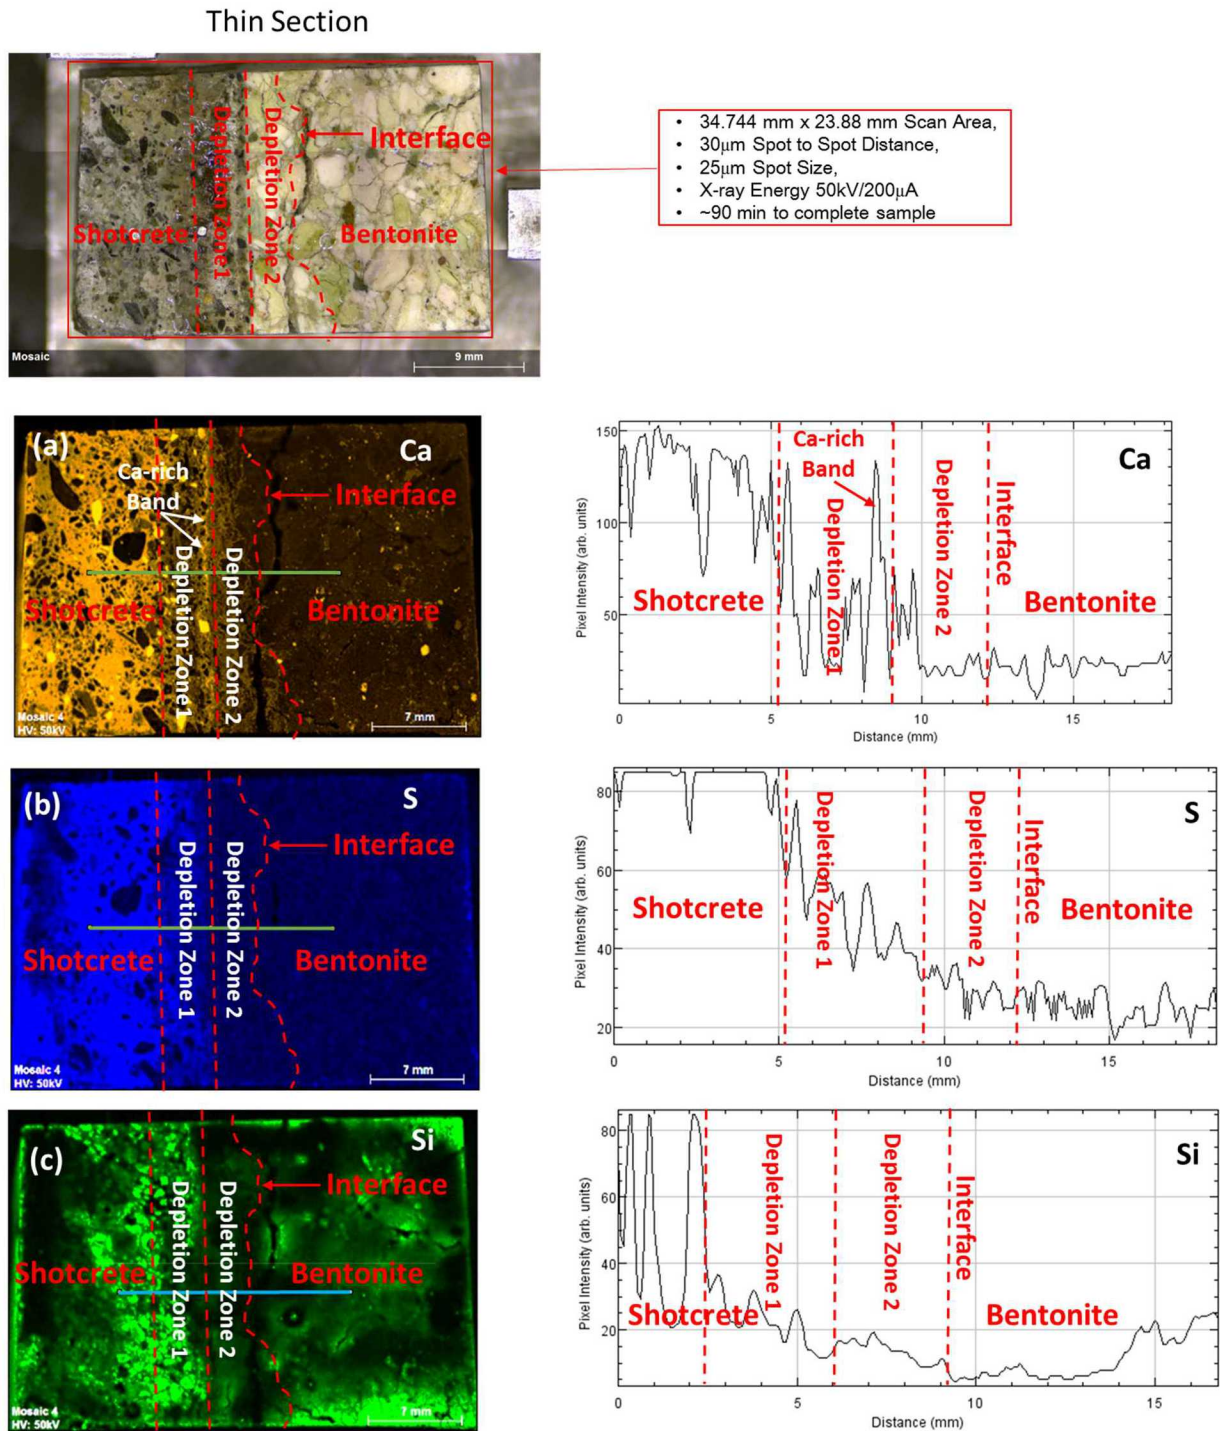 Thin Section
Depletion Zone1
Depletion Zone 2
Interface
Shotcrete
Bentonite
Mosaic
9 mm
• 34.744 mm x 23.88 mm Scan Area,
• 30μm Spot to Spot Distance,
• 25μm Spot Size,
• X-ray Energy 50kV/200μA
• ~90 min to complete sample
(a)
Ca
Ca-rich
Band
Interface
Depletion Zone1
Depletion Zone 2
Shotcrete
Bentonite
Mosaic 4
HV: 50kV
7 mm
Pixel Intensity (arb. units)
150
100
50
Ca-rich
Band
Ca
Depletion Zone1
Depletion Zone 2
Interface
Shotcrete
Bentonite
0
5
10
15
Distance (mm)
(b)
S
Interface
Depletion Zone 1
Depletion Zone 2
Shotcrete
Bentonite
Mosaic 4
HV: 50kV
7 mm
Pixel Intensity (arb. units)
80
60
40
20
S
Depletion Zone 1
Depletion Zone 2
Interface
Shotcrete
Bentonite
0
5
10
15
Distance (mm)
(c)
Si
Interface
Depletion Zone1
Depletion Zone 2
Shotcrete
Bentonite
Mosaic 4
HV: 50kV
7 mm
Pixel Intensity (arb. units)
80
60
40
20
Si
Depletion Zone 1
Depletion Zone 2
Interface
Shotcrete
Bentonite
0
5
10
15
Distance (mm)